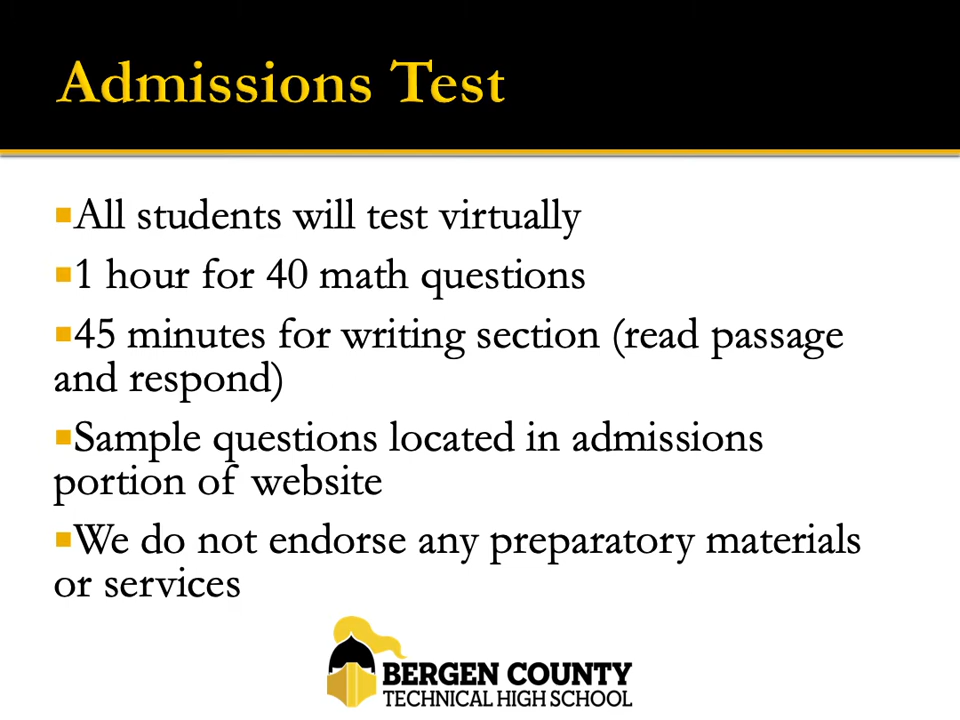 Admissions Test
All students will test virtually
1 hour for 40 math questions
45 minutes for writing section (read passage
and respond)
Sample questions located in admissions
portion of website
We do not endorse any preparatory materials
or services
BERGEN COUNTY
TECHNICAL HIGH SCHOOL